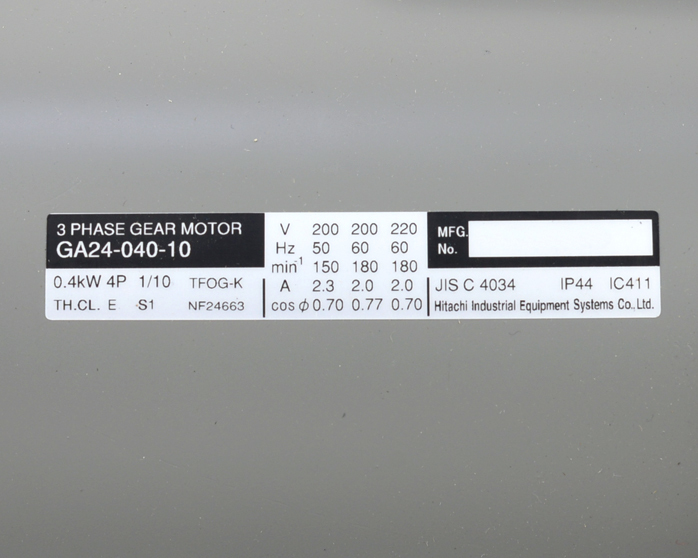 3 PHASE GEAR MOTOR
GA24-040-10
0.4kW 4P 1/10 TFOG-K
TH.CL. E S1 NF24663
V 200 200 220
Hz 50 60 60
min⁻¹ 150 180 180
A 2.3 2.0 2.0
cos φ 0.70 0.77 0.70
MFG.
No.
JIS C 4034 IP44 IC411
Hitachi Industrial Equipment Systems Co.,Ltd.